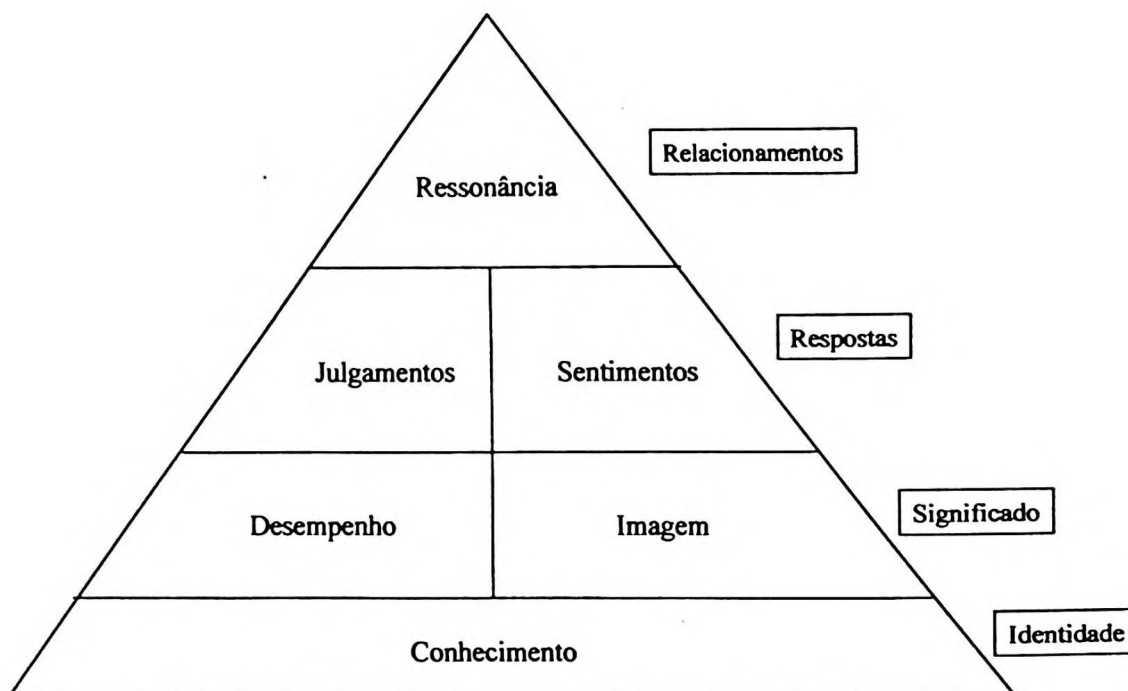 Relacionamentos
Ressonância
Respostas
Julgamentos
Sentimentos
Significado
Desempenho
Imagem
Identidade
Conhecimento